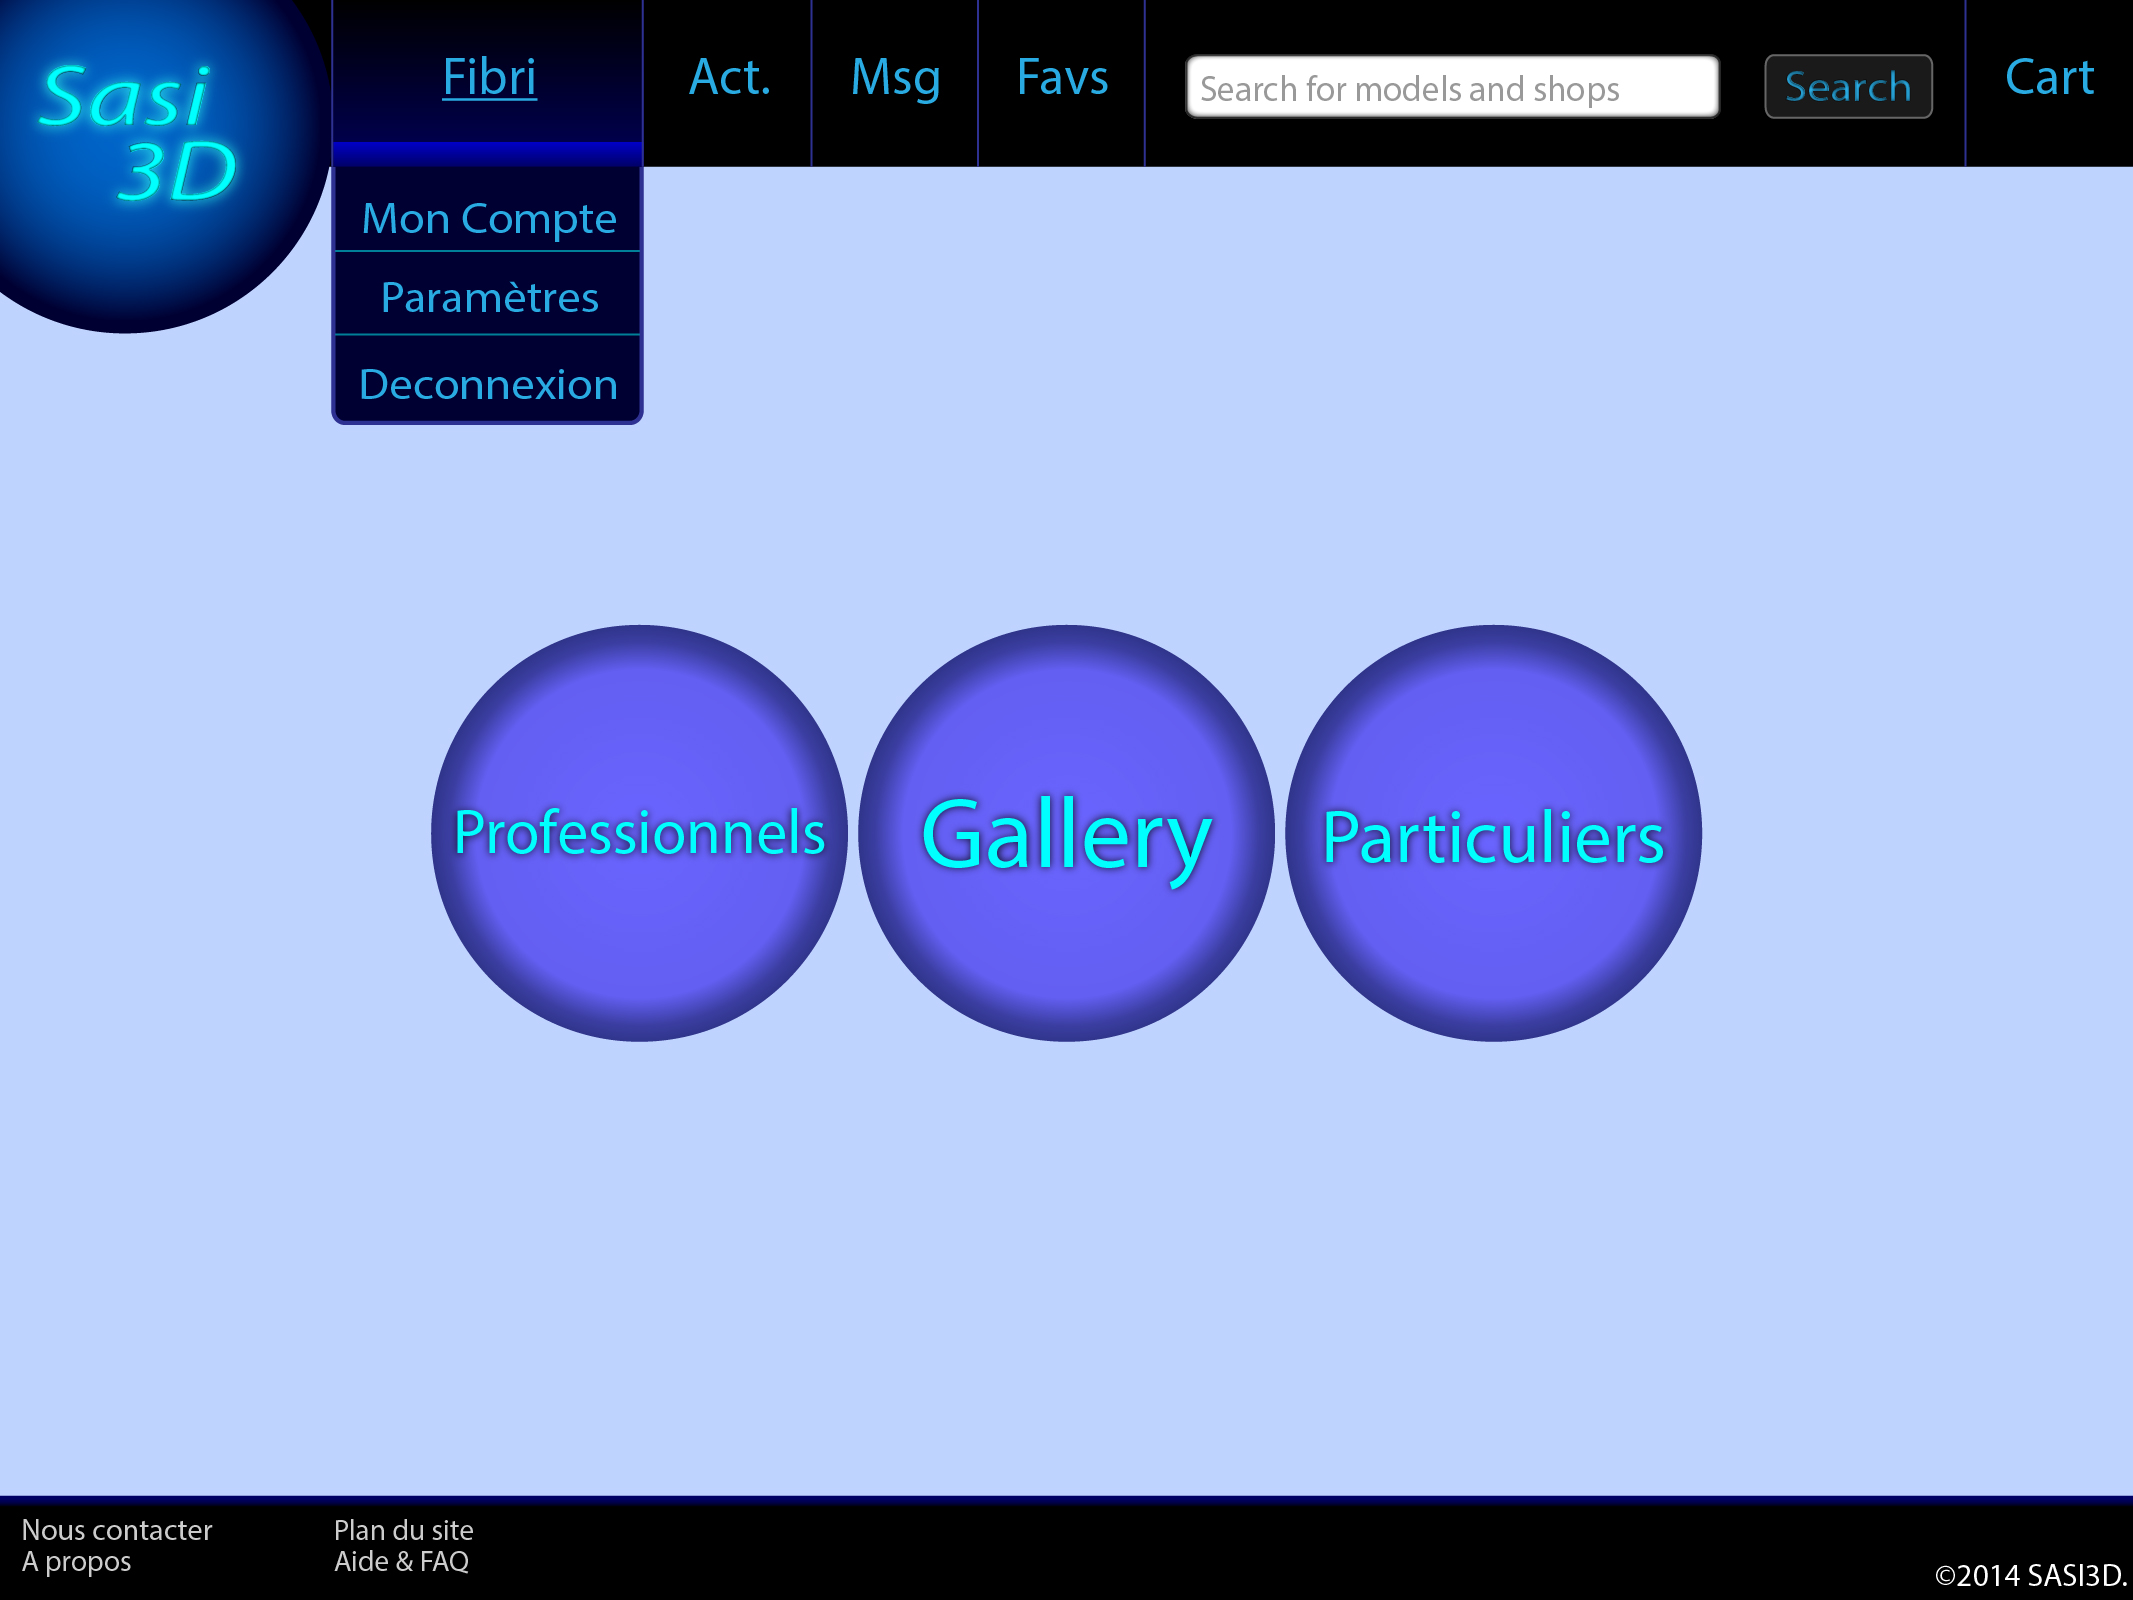 Sasi
3D
Fibri
Act.
Msg
Favs
Search for models and shops
Search
Cart
Mon Compte
Paramètres
Deconnexion
Professionnels
Gallery
Particuliers
Nous contacter
A propos
Plan du site
Aide & FAQ
©2014 SASI3D.